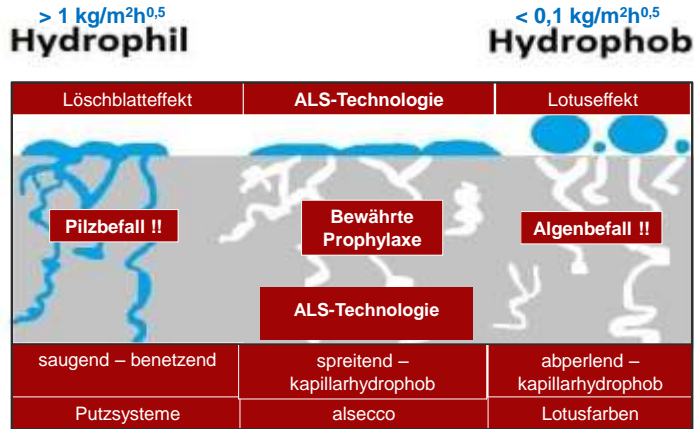 > 1 kg/m²h⁰,⁵
< 0,1 kg/m²h⁰,⁵
Hydrophil
Hydrophob
Löschblatteffekt
ALS-Technologie
Lotuseffekt
Pilzbefall !!
Bewährte
Prophylaxe
Algenbefall !!
ALS-Technologie
saugend – benetzend
spreitend –
kapillarhydrophob
abperlend –
kapillarhydrophob
Putzsysteme
alsecco
Lotusfarben